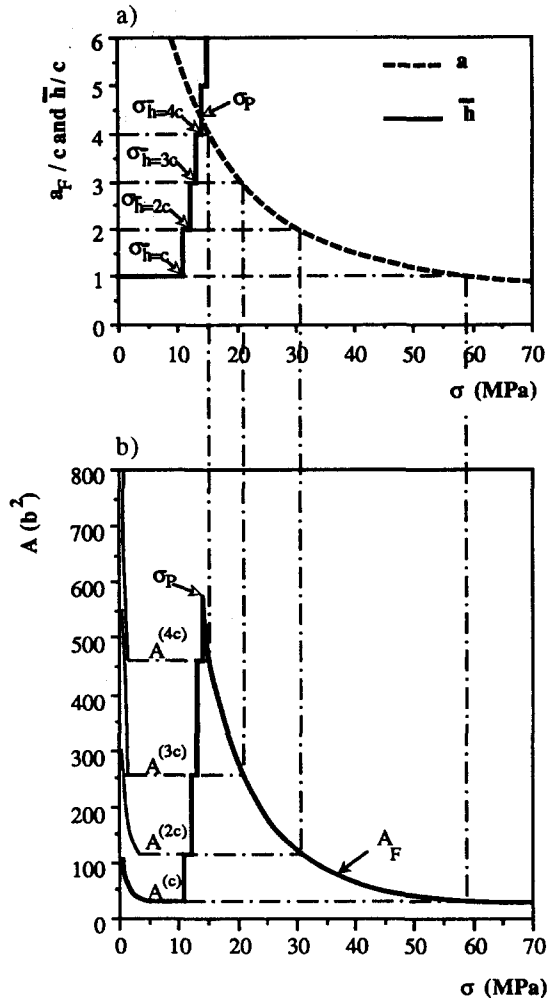 a)
a_F / c and h̄ / c
6
5
4
3
2
1
0
a
h̄
σ_P
σ_h̄=4c
σ_h̄=3c
σ_h̄=2c
σ_h̄=c
0 10 20 30 40 50 60 70
σ (MPa)
b)
A (b²)
800
700
600
500
400
300
200
100
0
σ_P
A^(4c)
A^(3c)
A^(2c)
A^(c)
A_F
0 10 20 30 40 50 60 70
σ (MPa)